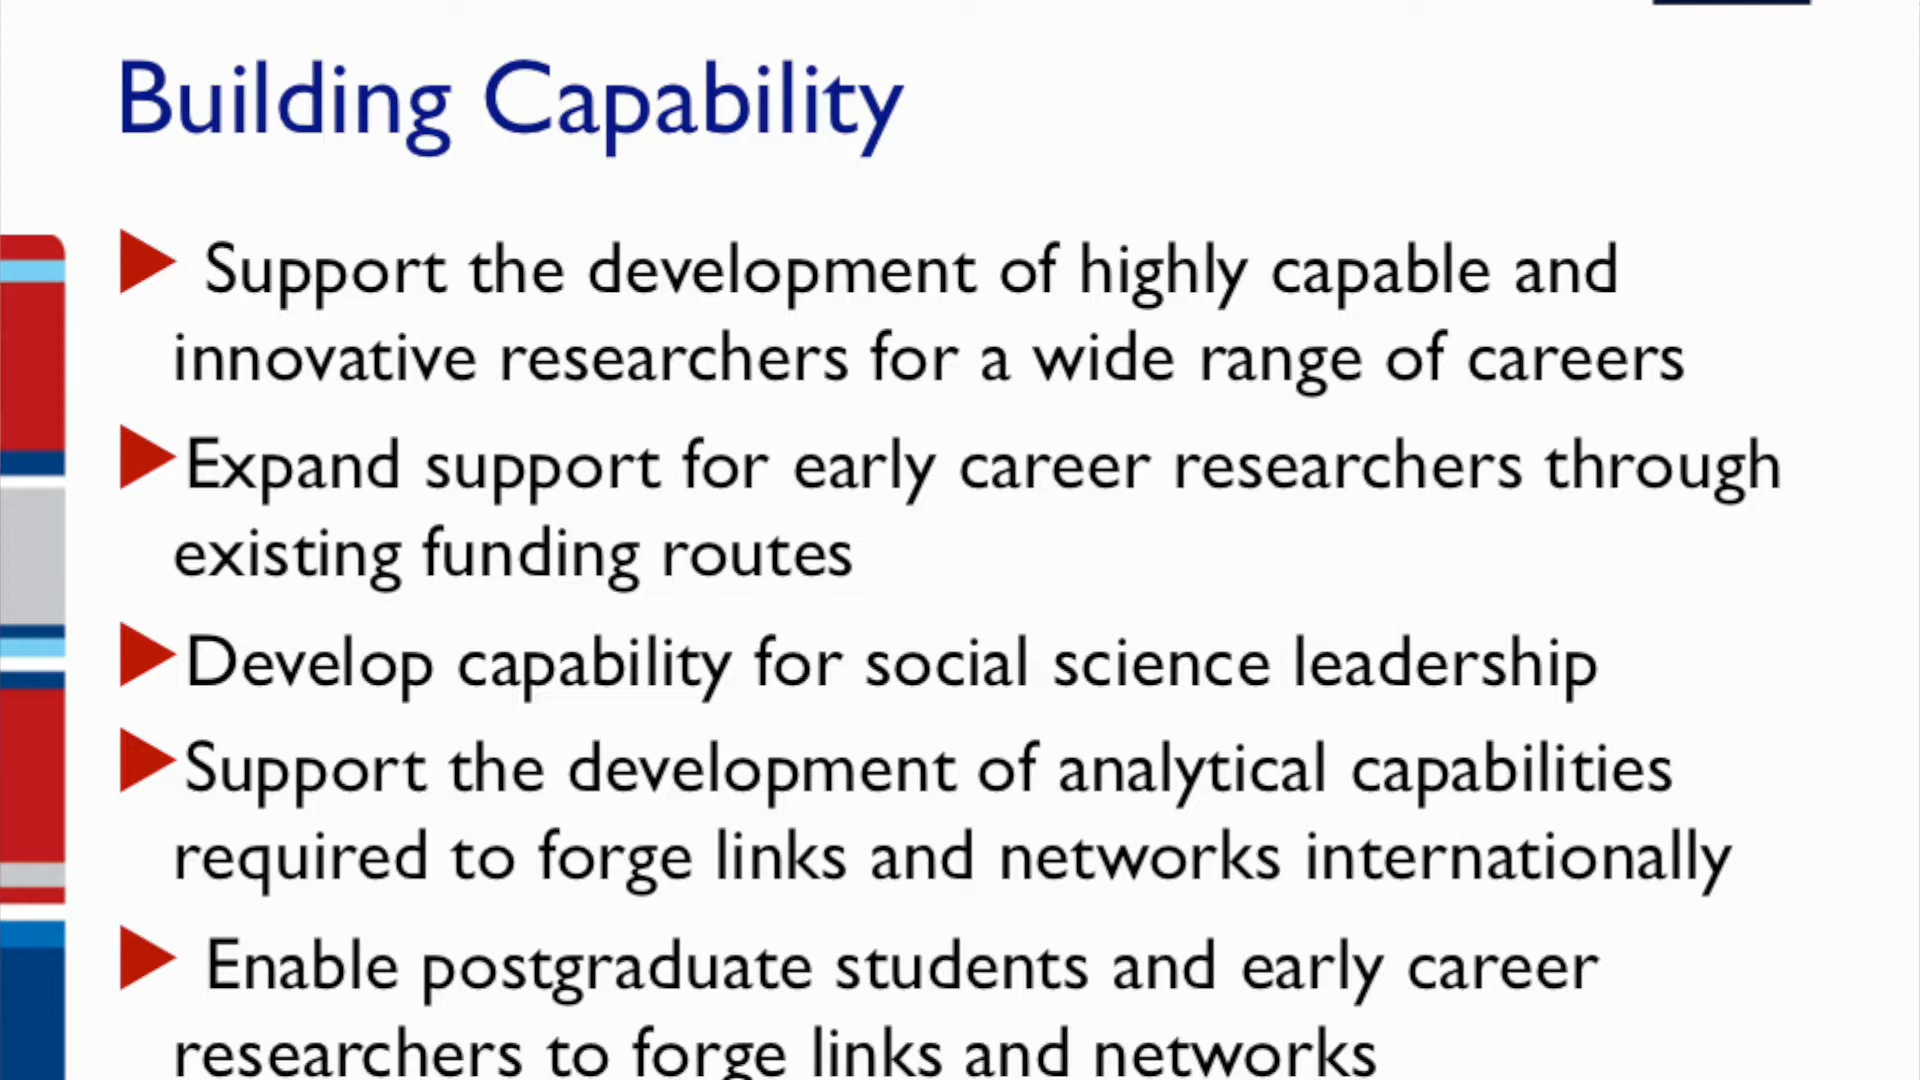 Building Capability
Support the development of highly capable and
innovative researchers for a wide range of careers
Expand support for early career researchers through
existing funding routes
Develop capability for social science leadership
Support the development of analytical capabilities
required to forge links and networks internationally
Enable postgraduate students and early career
researchers to forge links and networks